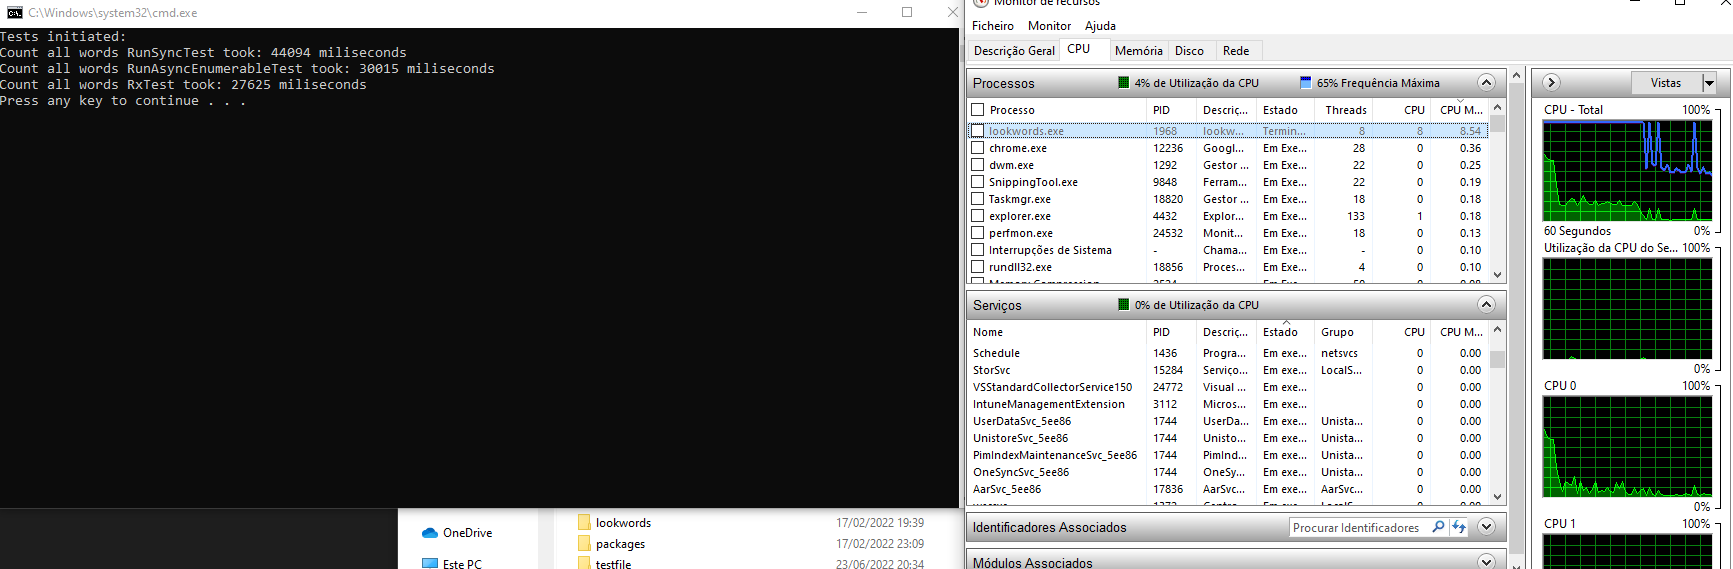 C:\Windows\system32\cmd.exe
Tests initiated:
Count all words RunSyncTest took: 44094 miliseconds
Count all words RunAsyncEnumerableTest took: 30015 miliseconds
Count all words RxTest took: 27625 miliseconds
Press any key to continue . . .
OneDrive
Este PC
lookwords 17/02/2022 19:39
packages 17/02/2022 23:09
testfile 23/06/2022 20:34
Monitor de recursos
Ficheiro Monitor Ajuda
Descrição Geral CPU Memória Disco Rede
Processos 4% de Utilização da CPU 65% Frequência Máxima
Processo PID Descriç... Estado Threads CPU CPU M...
lookwords.exe 1968 lookw... Termin... 8 8 8.54
chrome.exe 12236 Googl... Em Exe... 28 0 0.36
dwm.exe 1292 Gestor ... Em Exe... 22 0 0.25
SnippingTool.exe 9848 Ferram... Em Exe... 22 0 0.19
Taskmgr.exe 18820 Gestor ... Em Exe... 18 0 0.18
explorer.exe 4432 Explor... Em Exe... 133 1 0.18
perfmon.exe 24532 Monit... Em Exe... 18 0 0.13
Interrupções de Sistema - Chama... Em Exe... - 0 0.10
rundll32.exe 18856 Proces... Em Exe... 4 0 0.10
Serviços 0% de Utilização da CPU
Nome PID Descriç... Estado Grupo CPU CPU M...
Schedule 1436 Progra... Em exe... netsvcs 0 0.00
StorSvc 15284 Serviço... Em exe... LocalS... 0 0.00
VSStandardCollectorService150 24772 Visual ... Em exe... 0 0.00
IntuneManagementExtension 3112 Micros... Em exe... 0 0.00
UserDataSvc_5ee86 1744 UserDa... Em exe... Unista... 0 0.00
UnistoreSvc_5ee86 1744 Unisto... Em exe... Unista... 0 0.00
PimIndexMaintenanceSvc_5ee86 1744 PimInd... Em exe... Unista... 0 0.00
OneSyncSvc_5ee86 1744 OneSy... Em exe... Unista... 0 0.00
AarSvc_5ee86 17836 AarSvc... Em exe... AarSvc... 0 0.00
Identificadores Associados Procurar Identificadores
Módulos Associados
Vistas
CPU - Total 100%
60 Segundos 0%
Utilização da CPU do Se... 100%
0%
CPU 0 100%
0%
CPU 1 100%